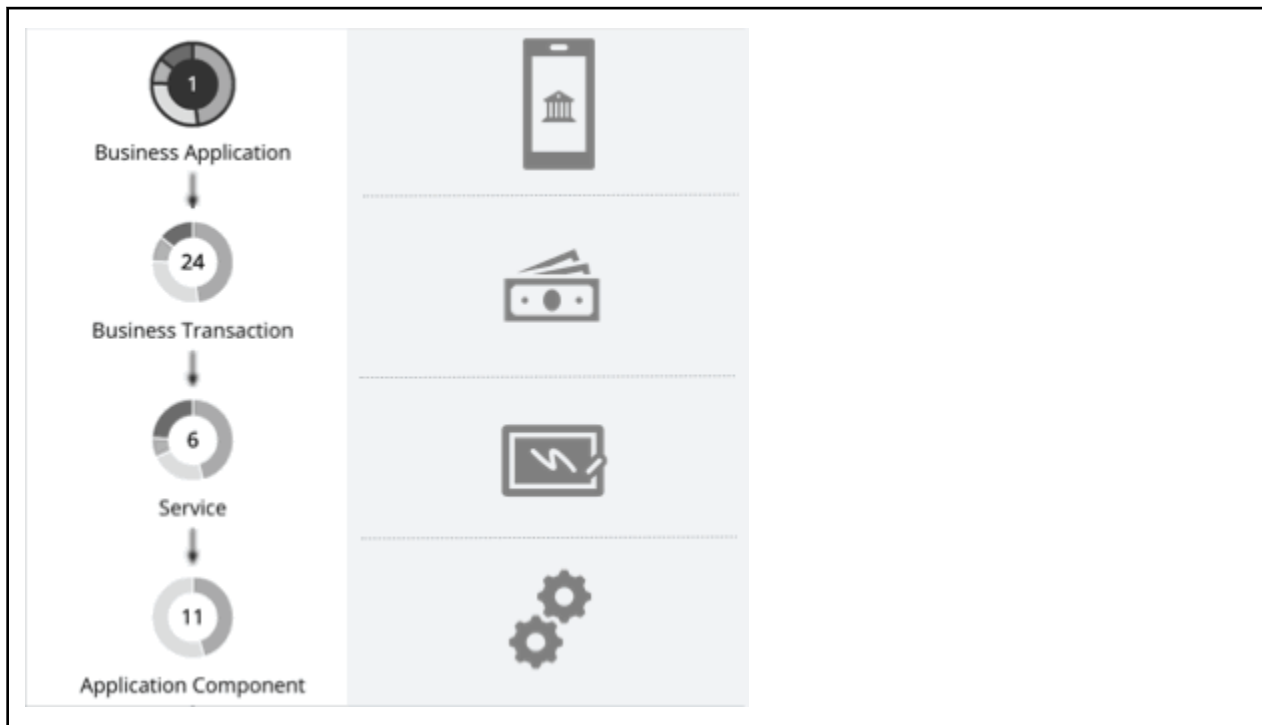 1
Business Application
24
Business Transaction
6
Service
11
Application Component